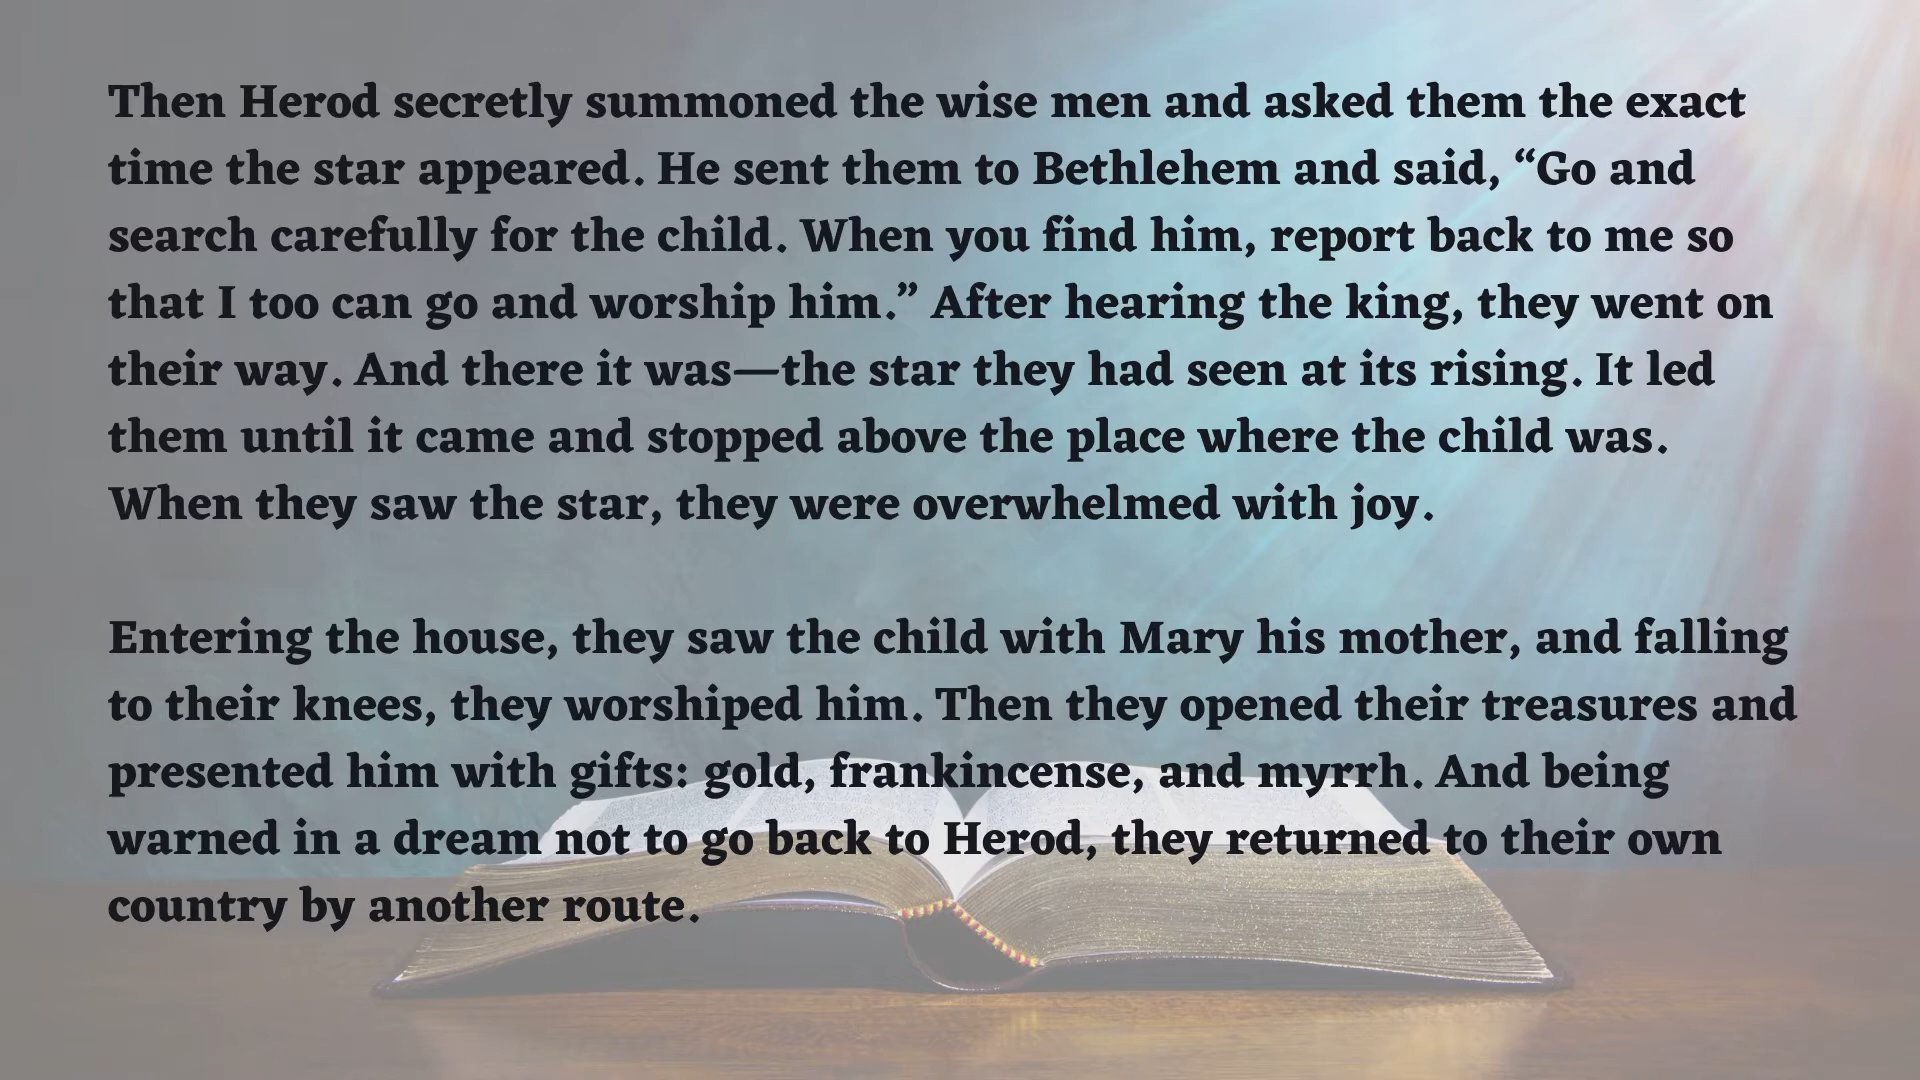 Then Herod secretly summoned the wise men and asked them the exact
time the star appeared. He sent them to Bethlehem and said, “Go and
search carefully for the child. When you find him, report back to me so
that I too can go and worship him.” After hearing the king, they went on
their way. And there it was—the star they had seen at its rising. It led
them until it came and stopped above the place where the child was.
When they saw the star, they were overwhelmed with joy.
Entering the house, they saw the child with Mary his mother, and falling
to their knees, they worshiped him. Then they opened their treasures and
presented him with gifts: gold, frankincense, and myrrh. And being
warned in a dream not to go back to Herod, they returned to their own
country by another route.